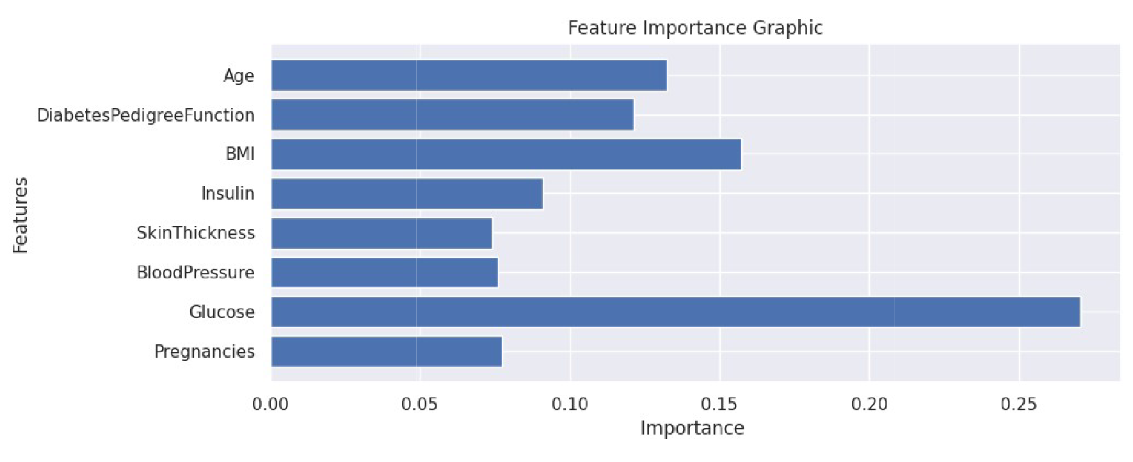 Feature Importance Graphic
Features
Age
DiabetesPedigreeFunction
BMI
Insulin
SkinThickness
BloodPressure
Glucose
Pregnancies
0.00 0.05 0.10 0.15 0.20 0.25
Importance